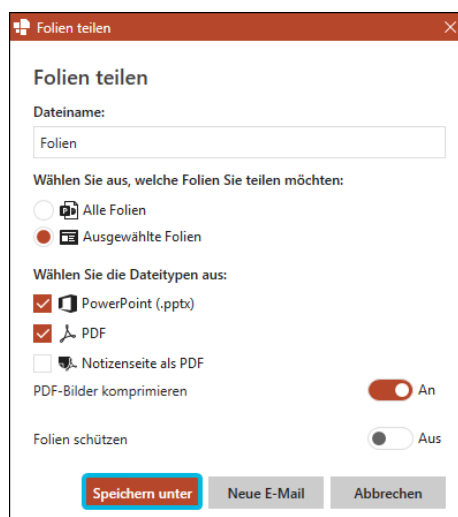 Folien teilen
Folien teilen
Dateiname:
Folien
Wählen Sie aus, welche Folien Sie teilen möchten:
Alle Folien
Ausgewählte Folien
Wählen Sie die Dateitypen aus:
PowerPoint (.pptx)
PDF
Notizenseite als PDF
PDF-Bilder komprimieren An
Folien schützen Aus
Speichern unter Neue E-Mail Abbrechen